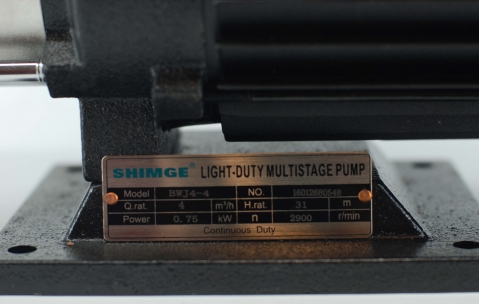 SHIMGE® LIGHT-DUTY MULTISTAGE PUMP
Model BWJ4-4 NO.
Q.rat. 4 m³/h H.rat. 31 m
Power 0.75 kW n 2900 r/min
Continuous Duty